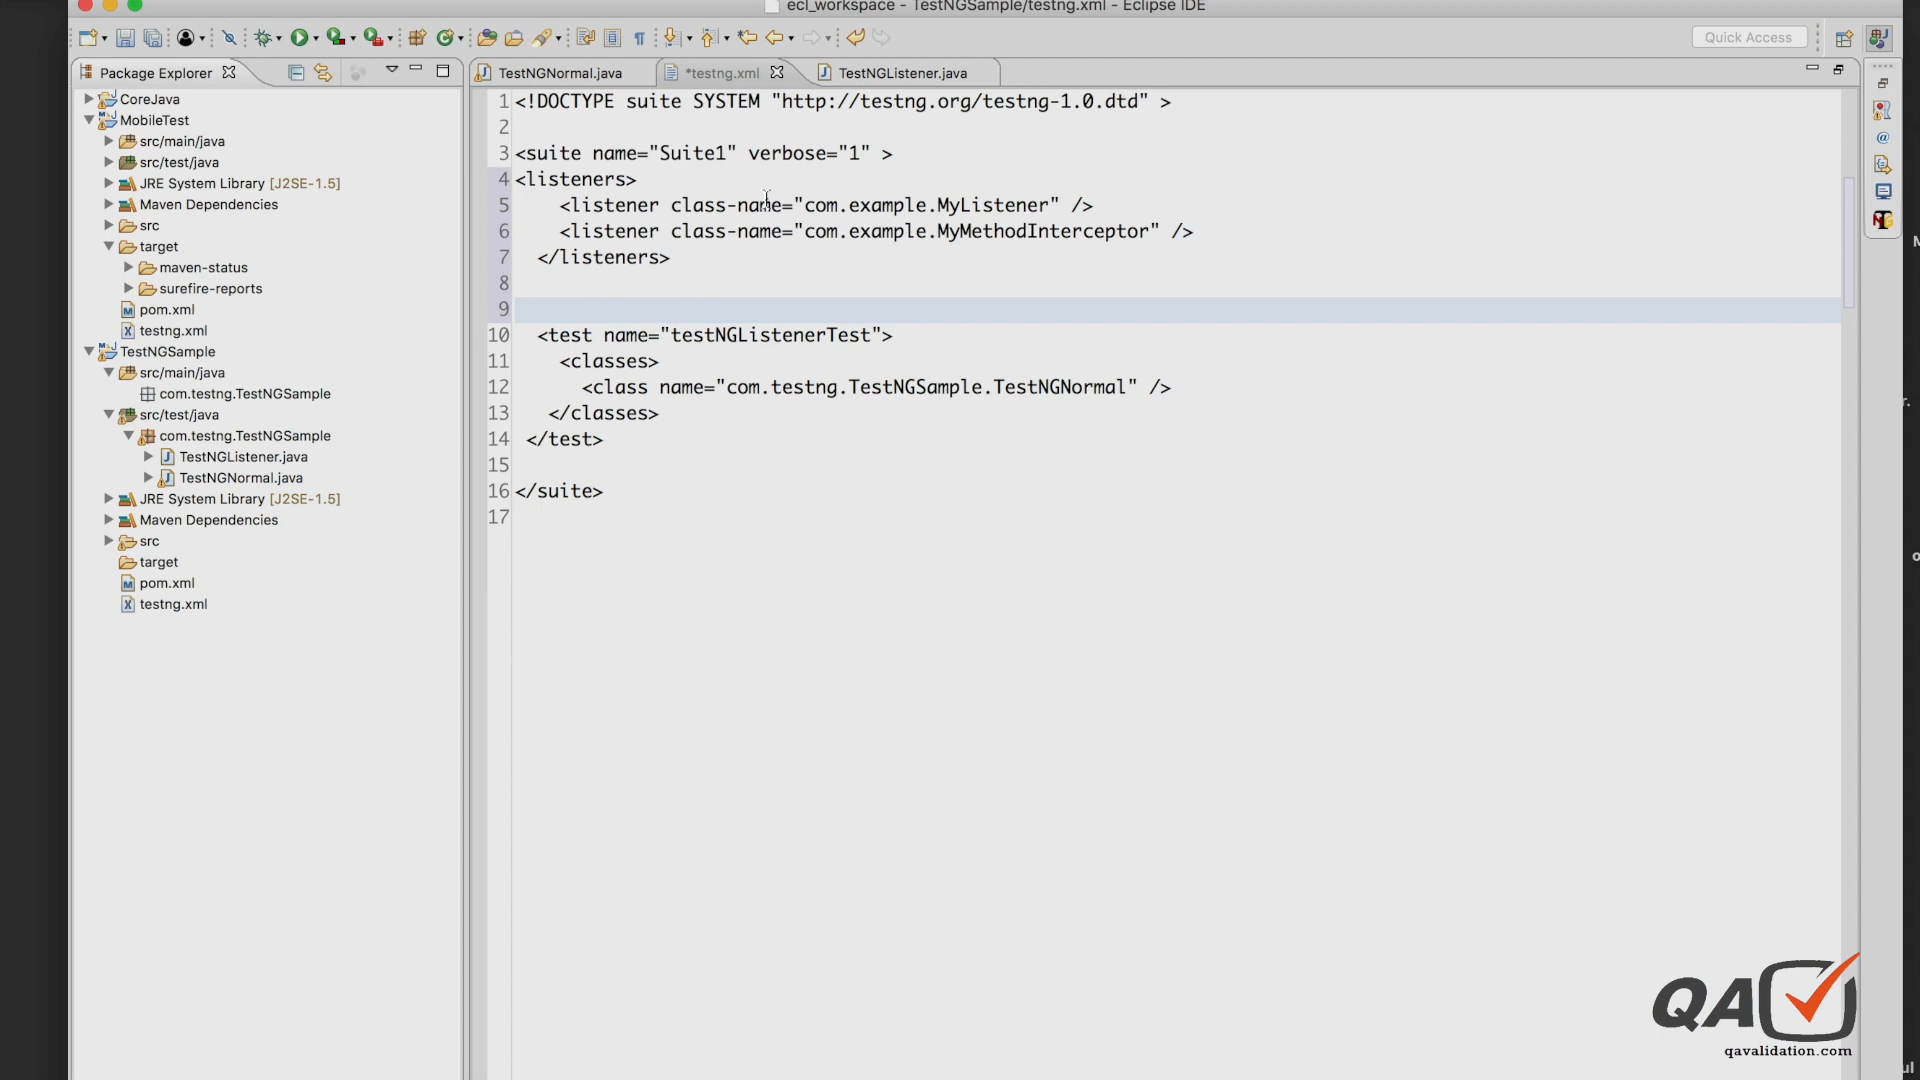 ecl_workspace - TestNGSample/testng.xml - Eclipse IDE
Quick Access
Package Explorer
CoreJava
MobileTest
src/main/java
src/test/java
JRE System Library [J2SE-1.5]
Maven Dependencies
src
target
maven-status
surefire-reports
pom.xml
testng.xml
TestNGSample
src/main/java
com.testng.TestNGSample
src/test/java
com.testng.TestNGSample
TestNGListener.java
TestNGNormal.java
JRE System Library [J2SE-1.5]
Maven Dependencies
src
target
pom.xml
testng.xml
TestNGNormal.java
*testng.xml
TestNGListener.java
1 <!DOCTYPE suite SYSTEM "http://testng.org/testng-1.0.dtd" >
2
3 <suite name="Suite1" verbose="1" >
4 <listeners>
5 <listener class-name="com.example.MyListener" />
6 <listener class-name="com.example.MyMethodInterceptor" />
7 </listeners>
8
9
10 <test name="testNGListenerTest">
11 <classes>
12 <class name="com.testng.TestNGSample.TestNGNormal" />
13 </classes>
14 </test>
15
16 </suite>
17
QA
qavalidation.com